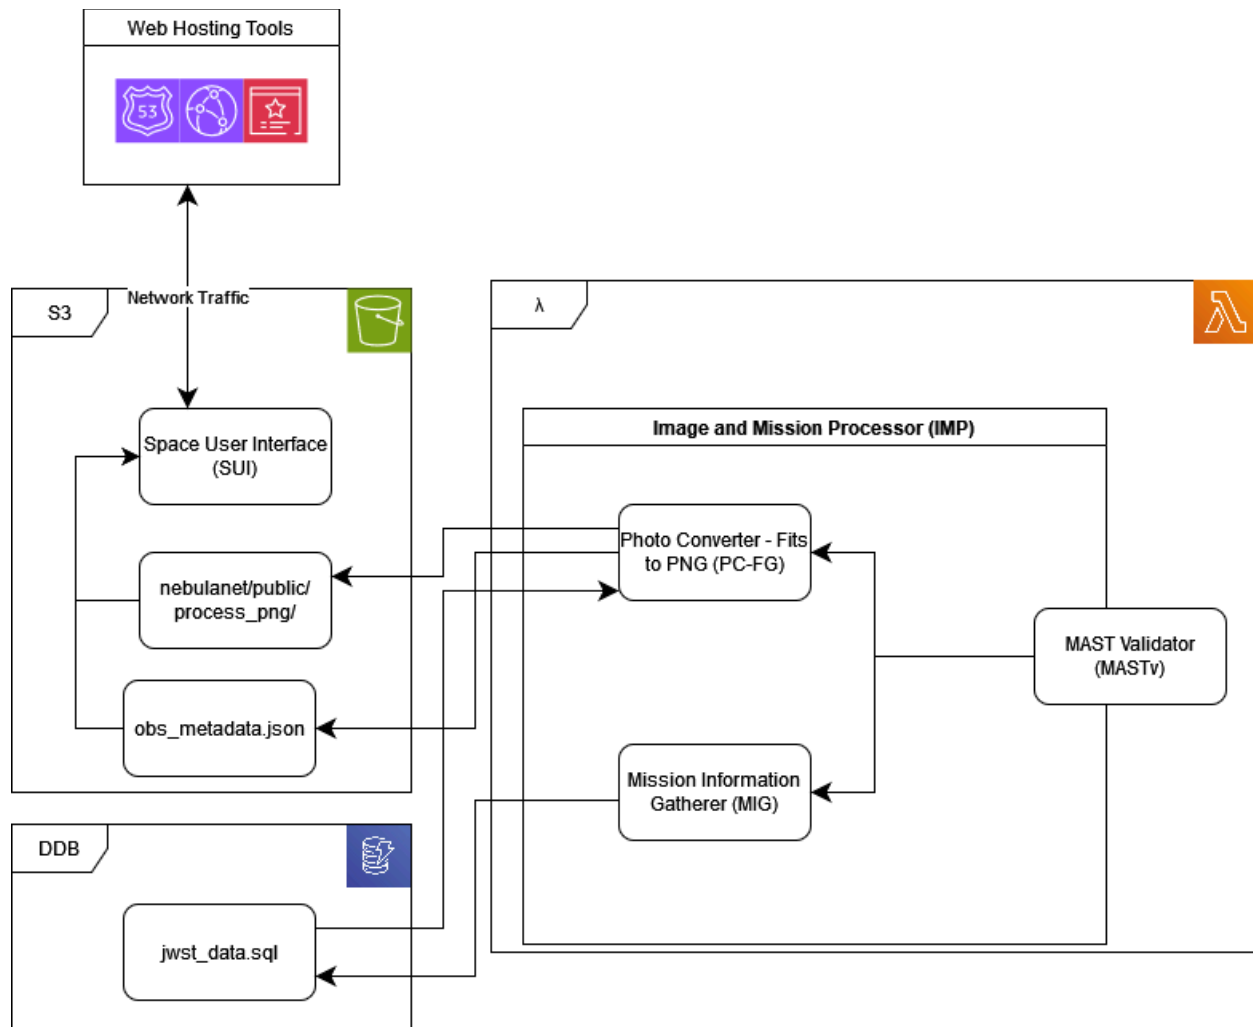 Web Hosting Tools
53
Network Traffic
S3
λ
Space User Interface
(SUI)
Image and Mission Processor (IMP)
Photo Converter - Fits
to PNG (PC-FG)
nebulanet/public/
process_png/
MAST Validator
(MASTv)
obs_metadata.json
Mission Information
Gatherer (MIG)
DDB
jwst_data.sql